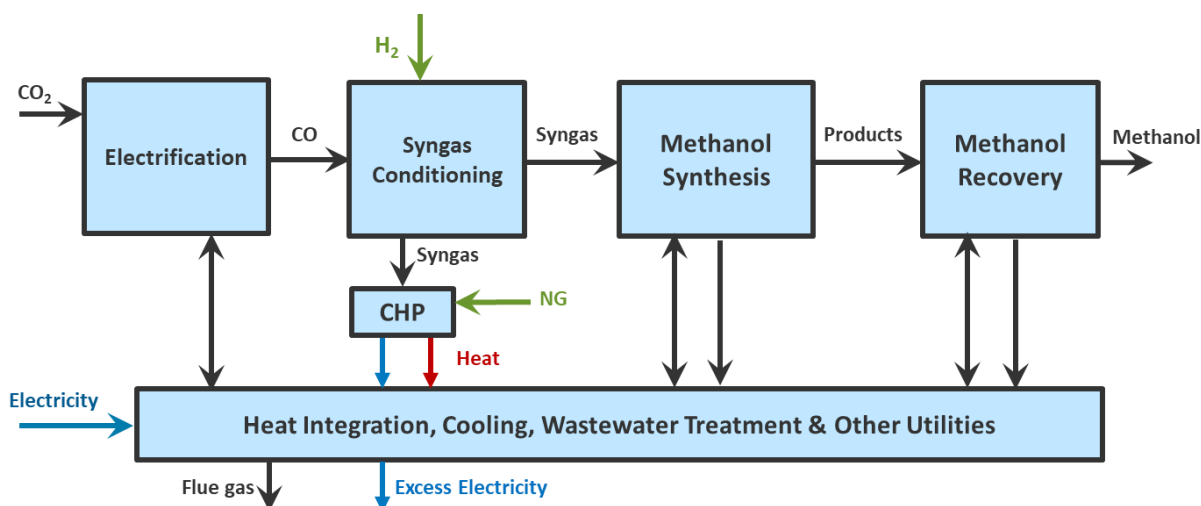 H₂
CO₂
Electrification
CO
Syngas
Conditioning
Syngas
Methanol
Synthesis
Products
Methanol
Recovery
Methanol
Syngas
CHP
NG
Heat
Electricity
Heat Integration, Cooling, Wastewater Treatment & Other Utilities
Flue gas
Excess Electricity